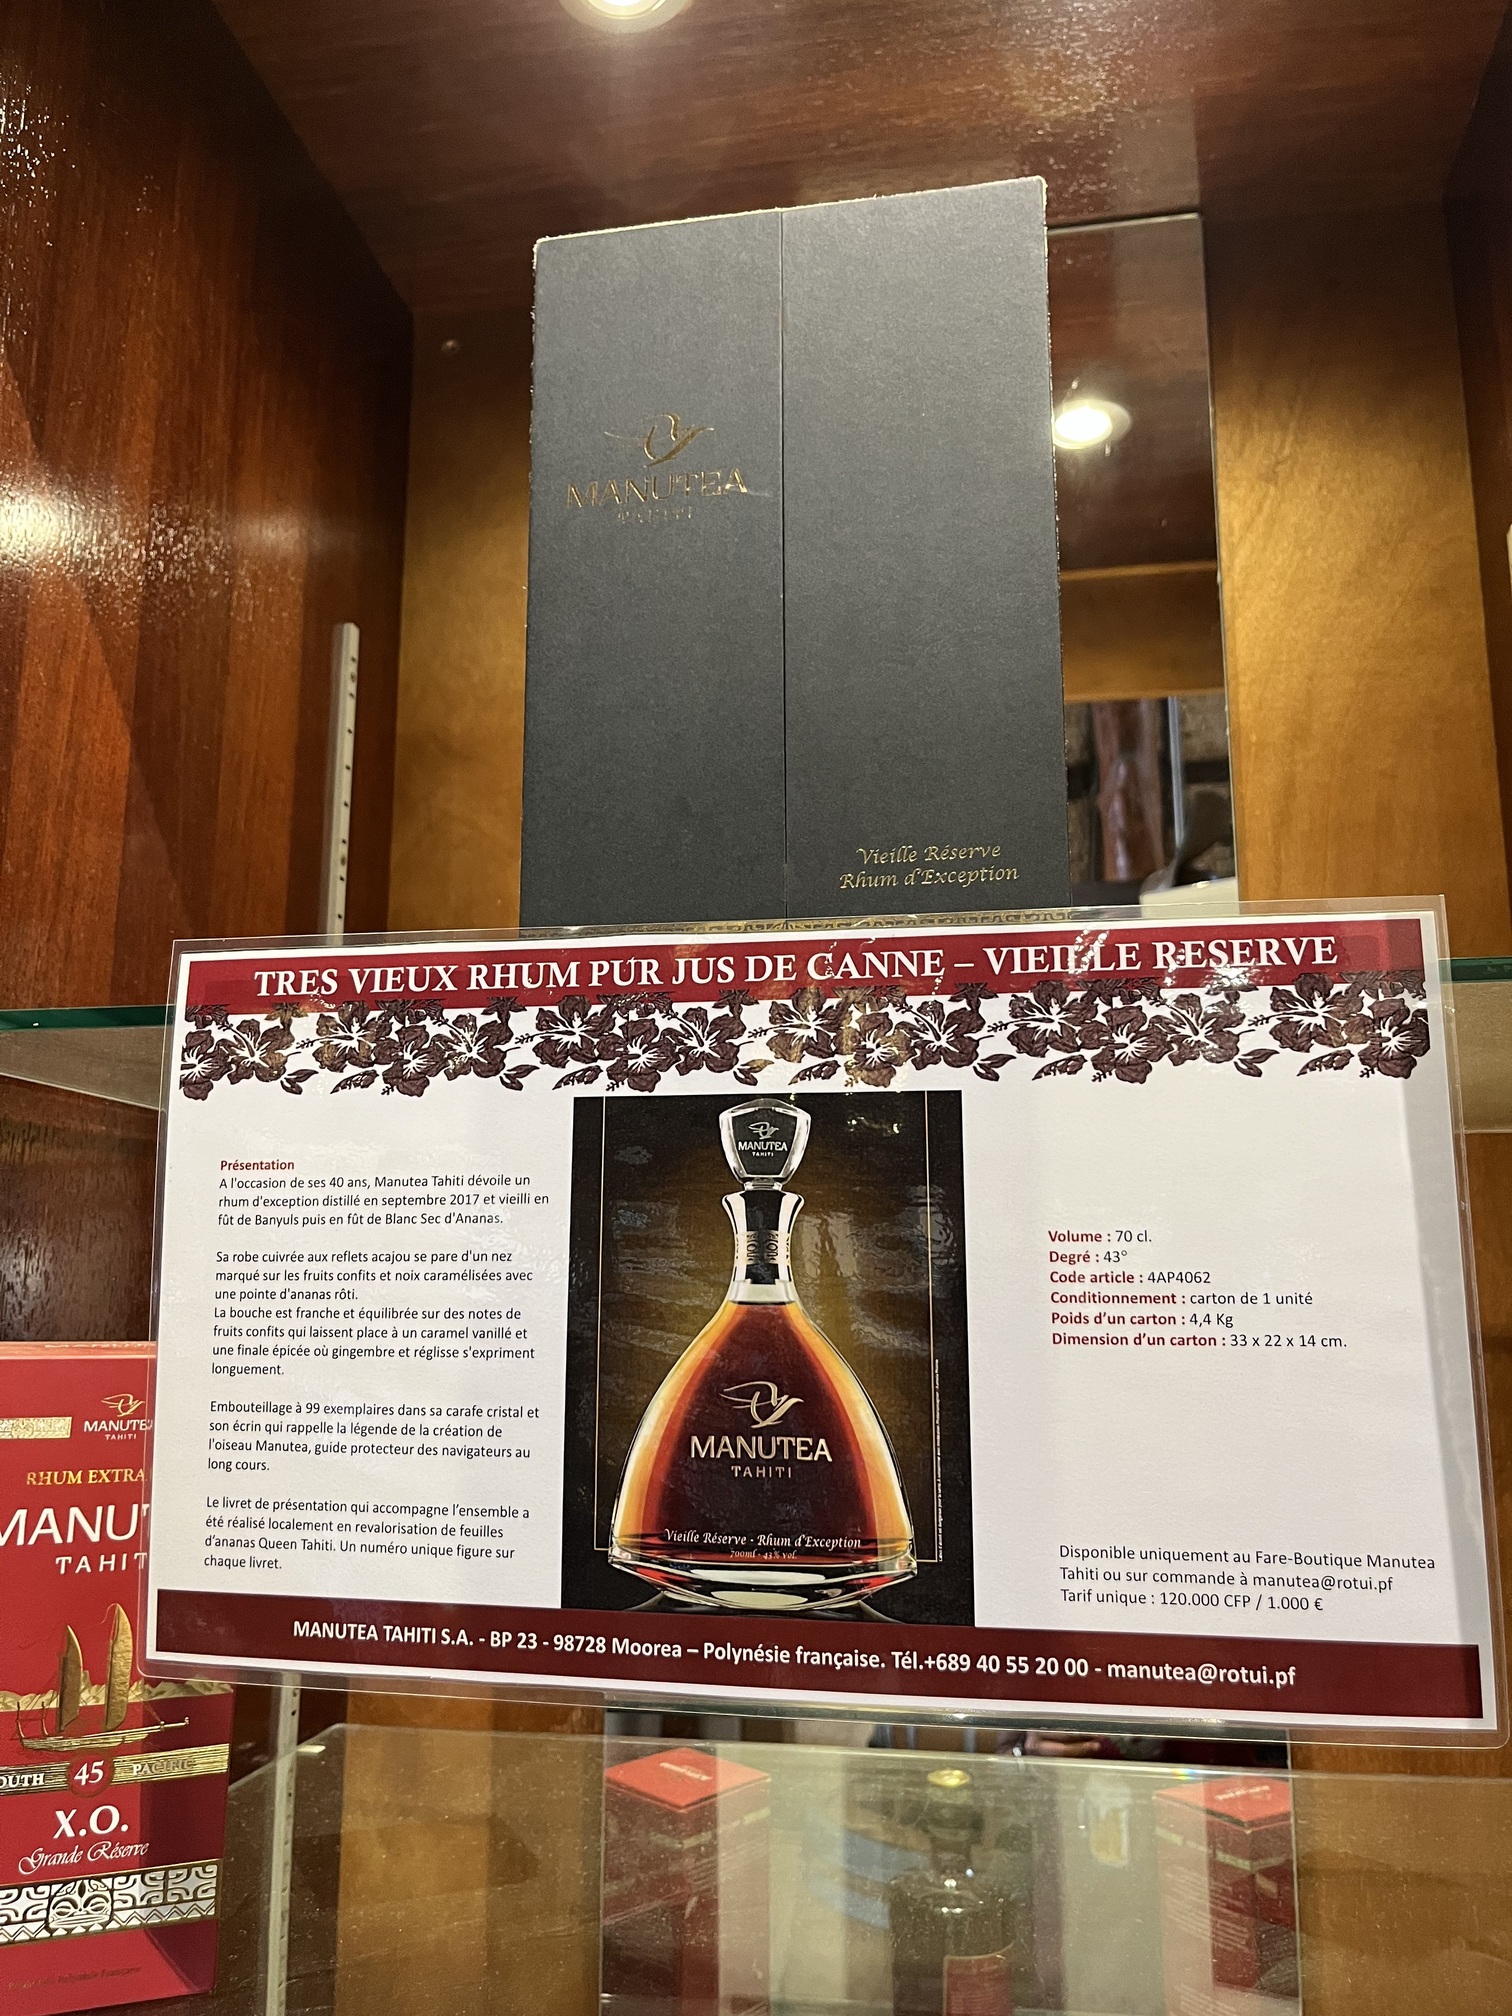 MANUTEA
TAHITI
Vieille Réserve
Rhum d'Exception
TRES VIEUX RHUM PUR JUS DE CANNE – VIEILLE RESERVE
Présentation
A l'occasion de ses 40 ans, Manutea Tahiti dévoile un
rhum d'exception distillé en septembre 2017 et vieilli en
fût de Banyuls puis en fût de Blanc Sec d'Ananas.
Sa robe cuivrée aux reflets acajou se pare d'un nez
marqué sur les fruits confits et noix caramélisées avec
une pointe d'ananas rôti.
La bouche est franche et équilibrée sur des notes de
fruits confits qui laissent place à un caramel vanillé et
une finale épicée où gingembre et réglisse s'expriment
longuement.
Embouteillage à 99 exemplaires dans sa carafe cristal et
son écrin qui rappelle la légende de la création de
l'oiseau Manutea, guide protecteur des navigateurs au
long cours.
Le livret de présentation qui accompagne l’ensemble a
été réalisé localement en revalorisation de feuilles
d’ananas Queen Tahiti. Un numéro unique figure sur
chaque livret.
MANUTEA
TAHITI
MANUTEA
TAHITI
Vieille Réserve - Rhum d'Exception
700ml - 43% vol.
Volume : 70 cl.
Degré : 43°
Code article : 4AP4062
Conditionnement : carton de 1 unité
Poids d’un carton : 4,4 Kg
Dimension d’un carton : 33 x 22 x 14 cm.
Disponible uniquement au Fare-Boutique Manutea
Tahiti ou sur commande à manutea@rotui.pf
Tarif unique : 120.000 CFP / 1.000 €
MANUTEA TAHITI S.A. - BP 23 - 98728 Moorea – Polynésie française. Tél.+689 40 55 20 00 - manutea@rotui.pf
MANUTE
TAHITI
RHUM EXTRA
MANUT
TAHIT
OUTH 45 PACIFIC
X.O.
Grande Réserve